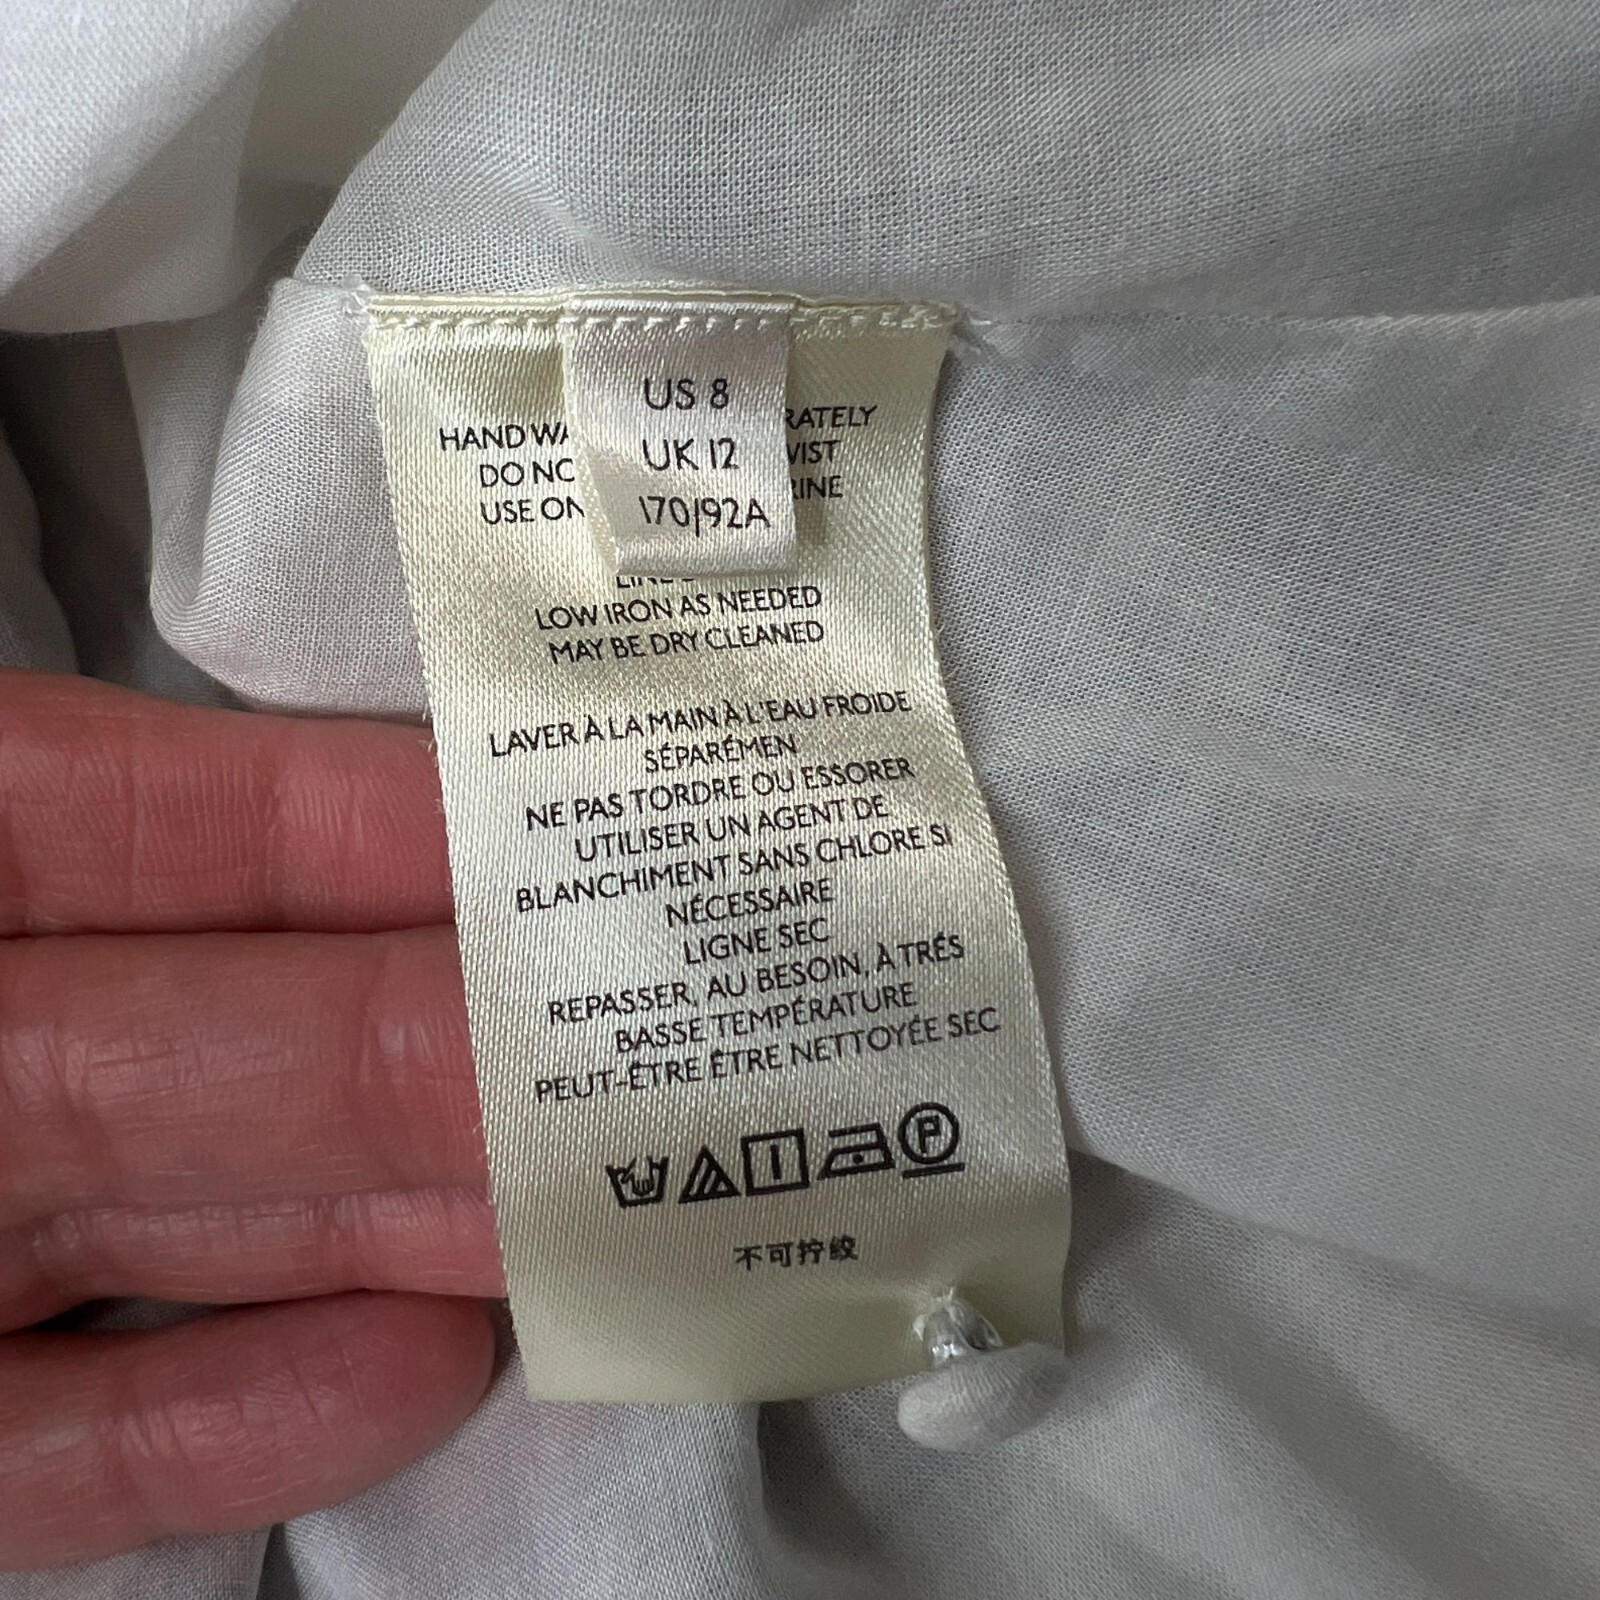 US 8
UK 12
170/92A
HAND WA RATELY
DO NO VIST
USE ON RINE
LOW IRON AS NEEDED
MAY BE DRY CLEANED
LAVER À LA MAIN À L'EAU FROIDE
SÉPARÉMEN
NE PAS TORDRE OU ESSORER
UTILISER UN AGENT DE
BLANCHIMENT SANS CHLORE SI
NÉCESSAIRE
LIGNE SEC
REPASSER, AU BESOIN, À TRÉS
BASSE TEMPÉRATURE
PEUT-ÊTRE ÊTRE NETTOYÉE SEC
P
不可拧绞